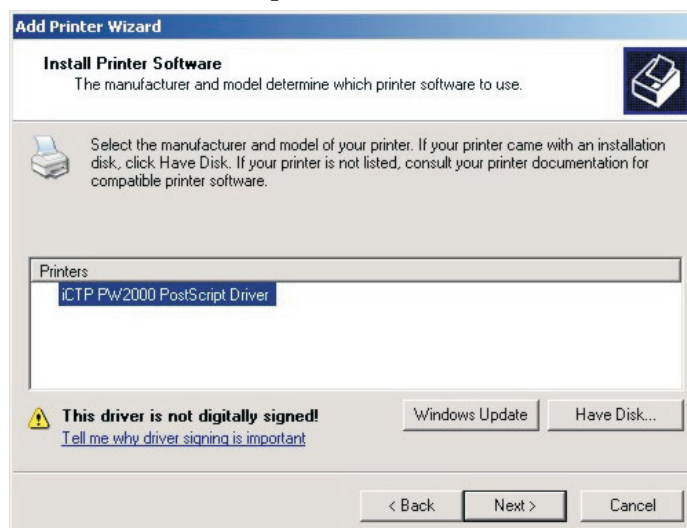 Add Printer Wizard
Install Printer Software
The manufacturer and model determine which printer software to use.
Select the manufacturer and model of your printer. If your printer came with an installation
disk, click Have Disk. If your printer is not listed, consult your printer documentation for
compatible printer software.
Printers
iCTP PW2000 PostScript Driver
This driver is not digitally signed!
Tell me why driver signing is important
Windows Update
Have Disk...
< Back
Next >
Cancel